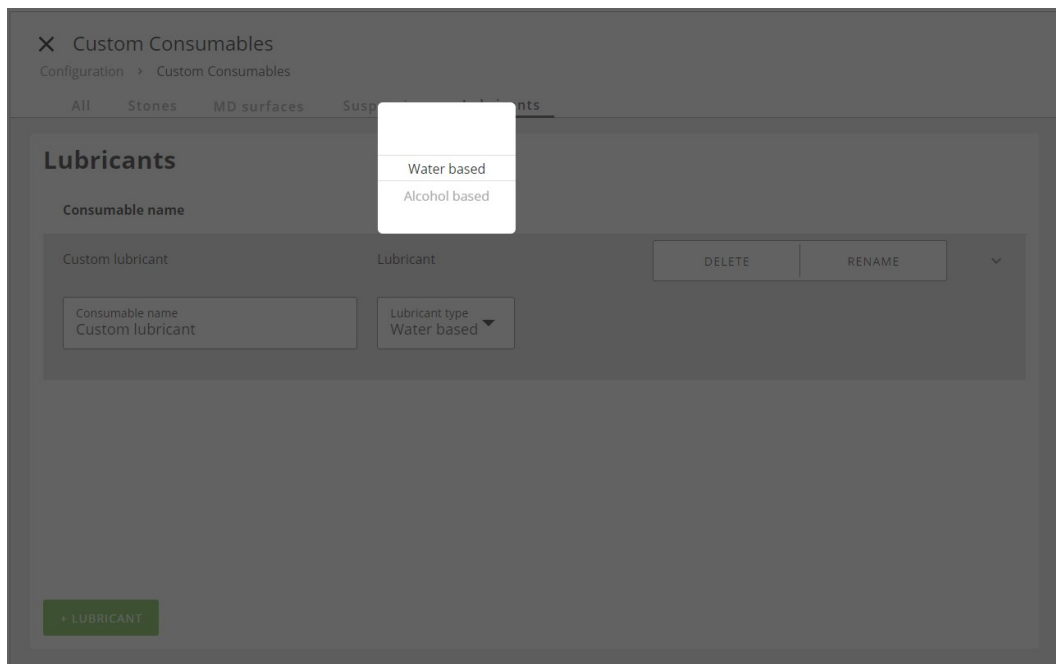 Custom Consumables
Configuration > Custom Consumables
All Stones MD surfaces
Lubricants
Water based
Alcohol based
Consumable name
Custom lubricant Lubricant DELETE RENAME
Consumable name Lubricant type
Custom lubricant Water based
+ LUBRICANT